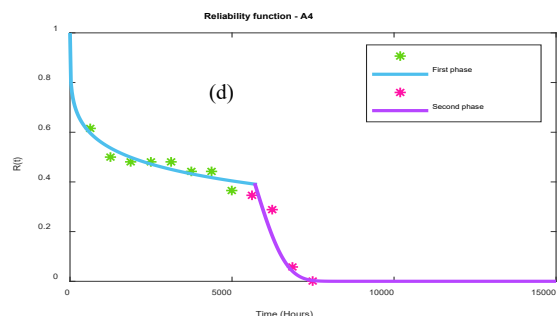 Reliability function - A4
1
0.8
0.6
0.4
0.2
0
R(t)
(d)
First phase
Second phase
0
5000
10000
15000
Time (Hours)